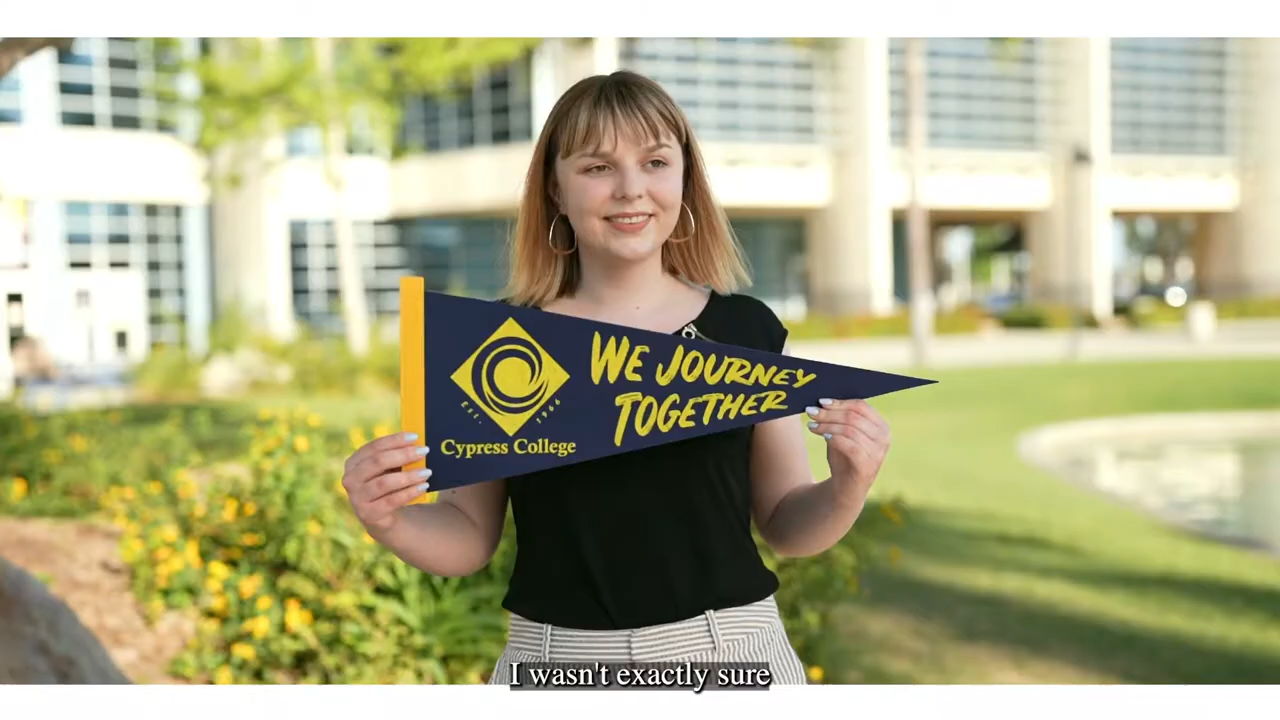 WE JOURNEY
TOGETHER
EST. 1966
Cypress College
I wasn't exactly sure